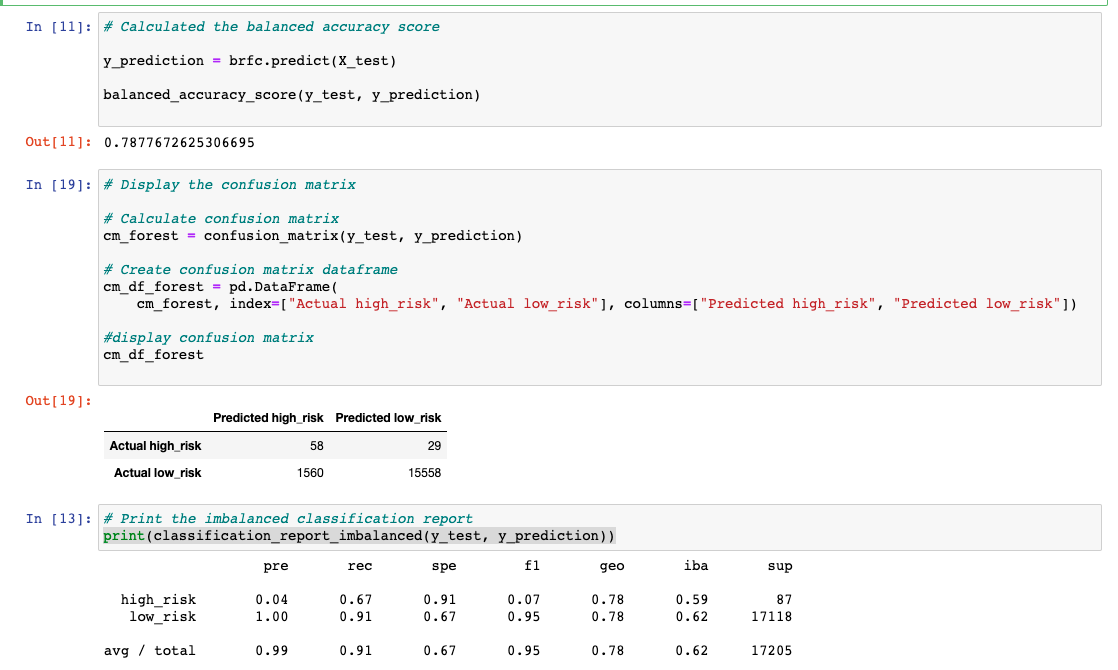 In [11]: # Calculated the balanced accuracy score
y_prediction = brfc.predict(X_test)
balanced_accuracy_score(y_test, y_prediction)
Out[11]: 0.7877672625306695
In [19]: # Display the confusion matrix
# Calculate confusion matrix
cm_forest = confusion_matrix(y_test, y_prediction)
# Create confusion matrix dataframe
cm_df_forest = pd.DataFrame(
    cm_forest, index=["Actual high_risk", "Actual low_risk"], columns=["Predicted high_risk", "Predicted low_risk"])
#display confusion matrix
cm_df_forest
Out[19]:
Predicted high_risk Predicted low_risk
Actual high_risk 58 29
Actual low_risk 1560 15558
In [13]: # Print the imbalanced classification report
print(classification_report_imbalanced(y_test, y_prediction))
pre rec spe f1 geo iba sup
high_risk 0.04 0.67 0.91 0.07 0.78 0.59 87
low_risk 1.00 0.91 0.67 0.95 0.78 0.62 17118
avg / total 0.99 0.91 0.67 0.95 0.78 0.62 17205